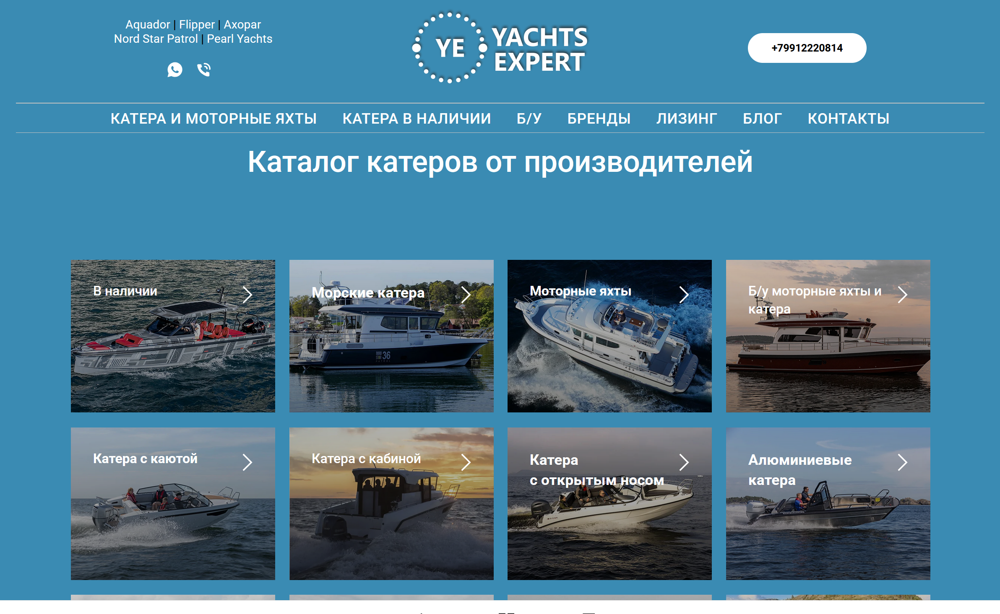 Aquador | Flipper | Axopar
Nord Star Patrol | Pearl Yachts
YE
YACHTS
EXPERT
+79912220814
КАТЕРА И МОТОРНЫЕ ЯХТЫ
КАТЕРА В НАЛИЧИИ
Б/У
БРЕНДЫ
ЛИЗИНГ
БЛОГ
КОНТАКТЫ
Каталог катеров от производителей
В наличии
Морские катера
Моторные яхты
Б/у моторные яхты и
катера
NORD
STAR 36
PATROL
Катера с каютой
Катера с кабиной
Катера
с открытым носом
Алюминиевые
катера